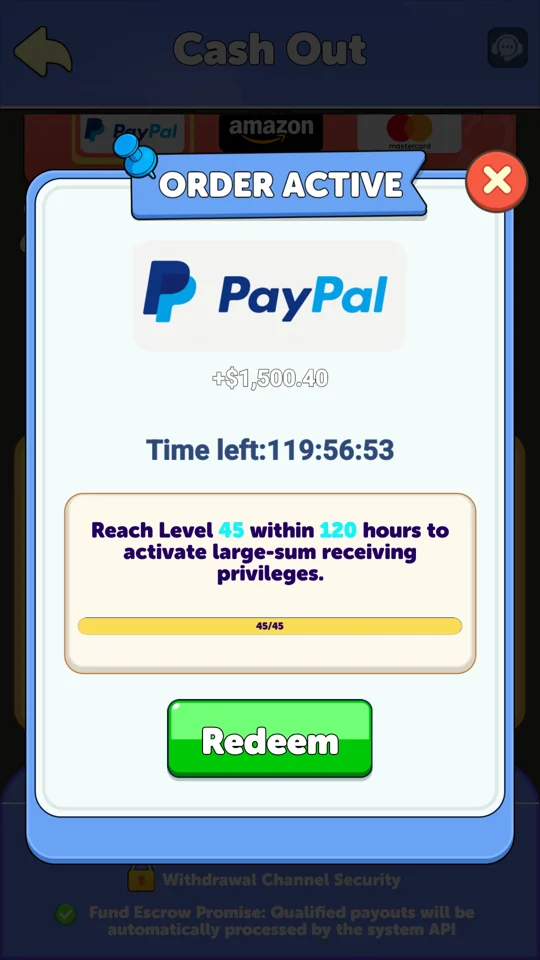 Cash Out
PayPal
amazon
mastercard
ORDER ACTIVE
PayPal
+$1,500.40
Time left:119:56:53
Reach Level 45 within 120 hours to
activate large-sum receiving
privileges.
45/45
Redeem
Withdrawal Channel Security
Fund Escrow Promise: Qualified payouts will be
automatically processed by the system API